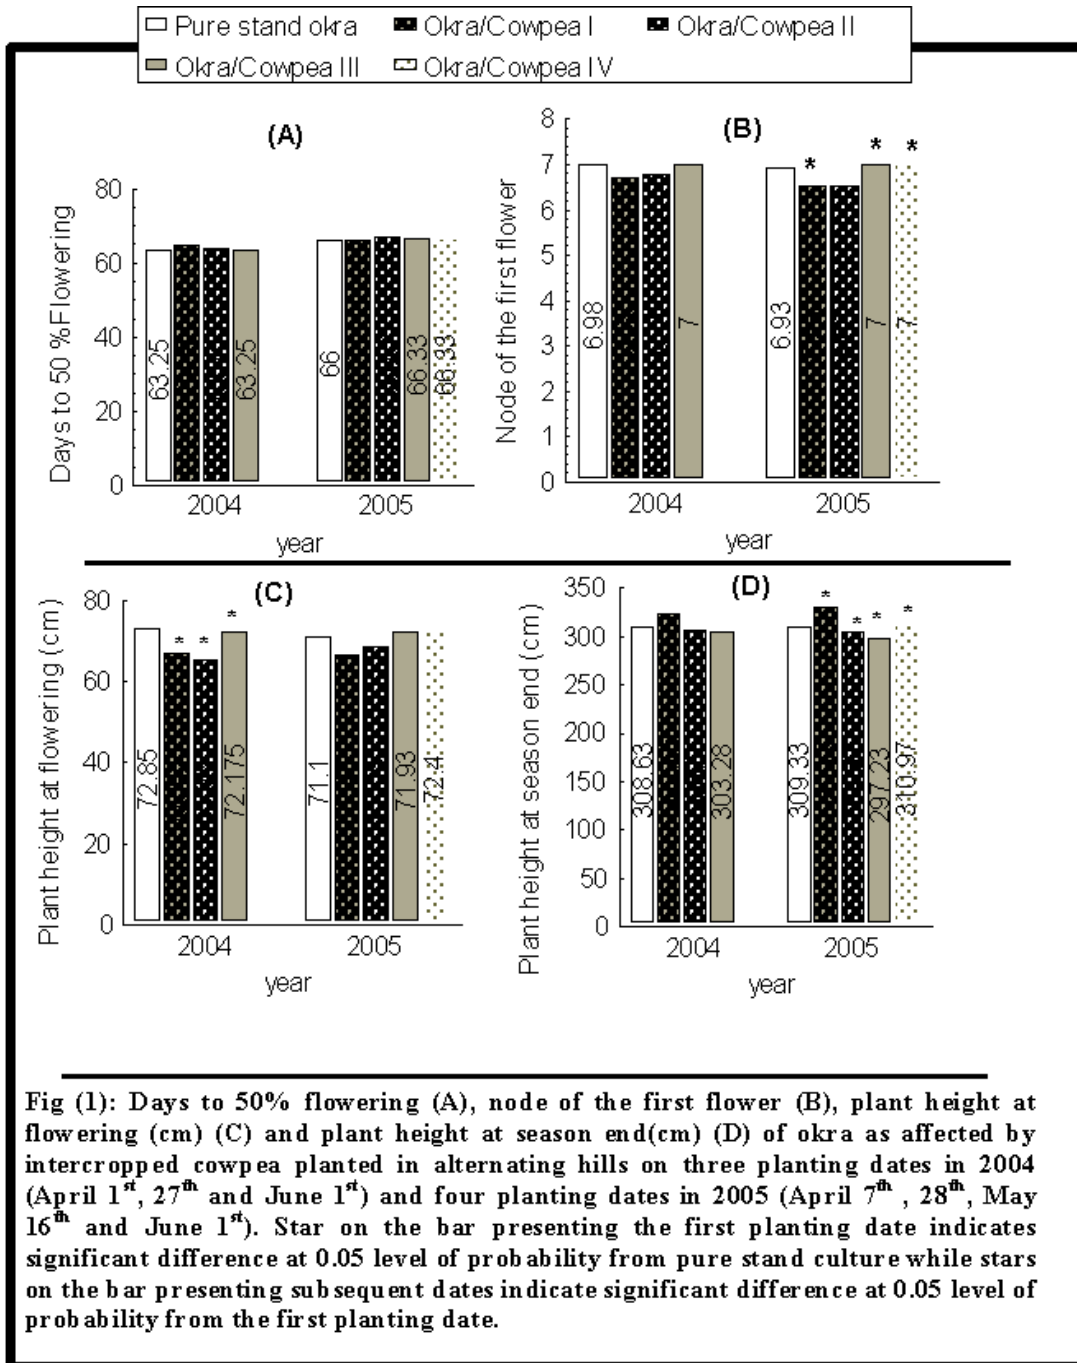 Pure stand okra Okra/Cowpea I Okra/Cowpea II
Okra/Cowpea III Okra/Cowpea IV
(A)
Days to 50 %Flowering
80
60
40
20
0
63.25
63.25
66
66.33
66.33
2004 2005
year
(B)
Node of the first flower
8
7
6
5
4
3
2
1
0
* * *
6.98
7
6.93
7
7
2004 2005
year
(C)
Plant height at flowering (cm)
80
60
40
20
0
* * *
72.85
72.175
71.1
71.93
72.4
2004 2005
year
(D)
Plant height at season end (cm)
350
300
250
200
150
100
50
0
* * * *
308.63
303.28
309.33
297.23
310.97
2004 2005
year
Fig (1): Days to 50% flowering (A), node of the first flower (B), plant height at
flowering (cm) (C) and plant height at season end(cm) (D) of okra as affected by
intercropped cowpea planted in alternating hills on three planting dates in 2004
(April 1st, 27th and June 1st) and four planting dates in 2005 (April 7th , 28th, May
16th and June 1st). Star on the bar presenting the first planting date indicates
significant difference at 0.05 level of probability from pure stand culture while stars
on the bar presenting subsequent dates indicate significant difference at 0.05 level of
probability from the first planting date.